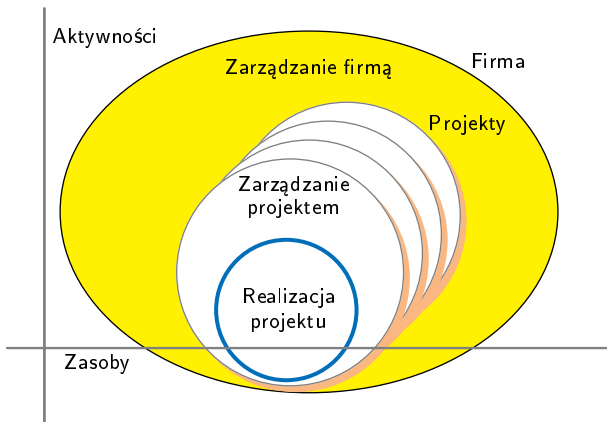 Aktywności
Firma
Zarządzanie firmą
Projekty
Zarządzanie
projektem
Realizacja
projektu
Zasoby